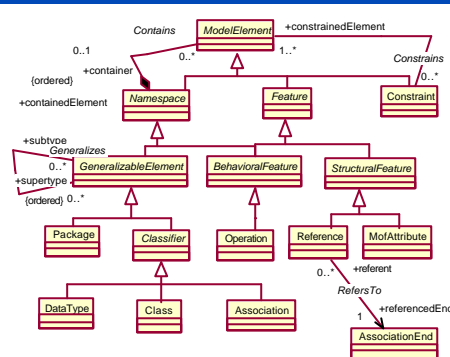 Contains
ModelElement
+constrainedElement
0..1
0..*
1..*
+container
Constrains
{ordered}
0..*
+containedElement
Namespace
Feature
Constraint
+subtype
Generalizes
0..*
GeneralizableElement
BehavioralFeature
StructuralFeature
+supertype
{ordered}
0..*
Package
Classifier
Operation
Reference
MofAttribute
0..*
+referent
RefersTo
DataType
Class
Association
1
+referencedEnd
AssociationEnd